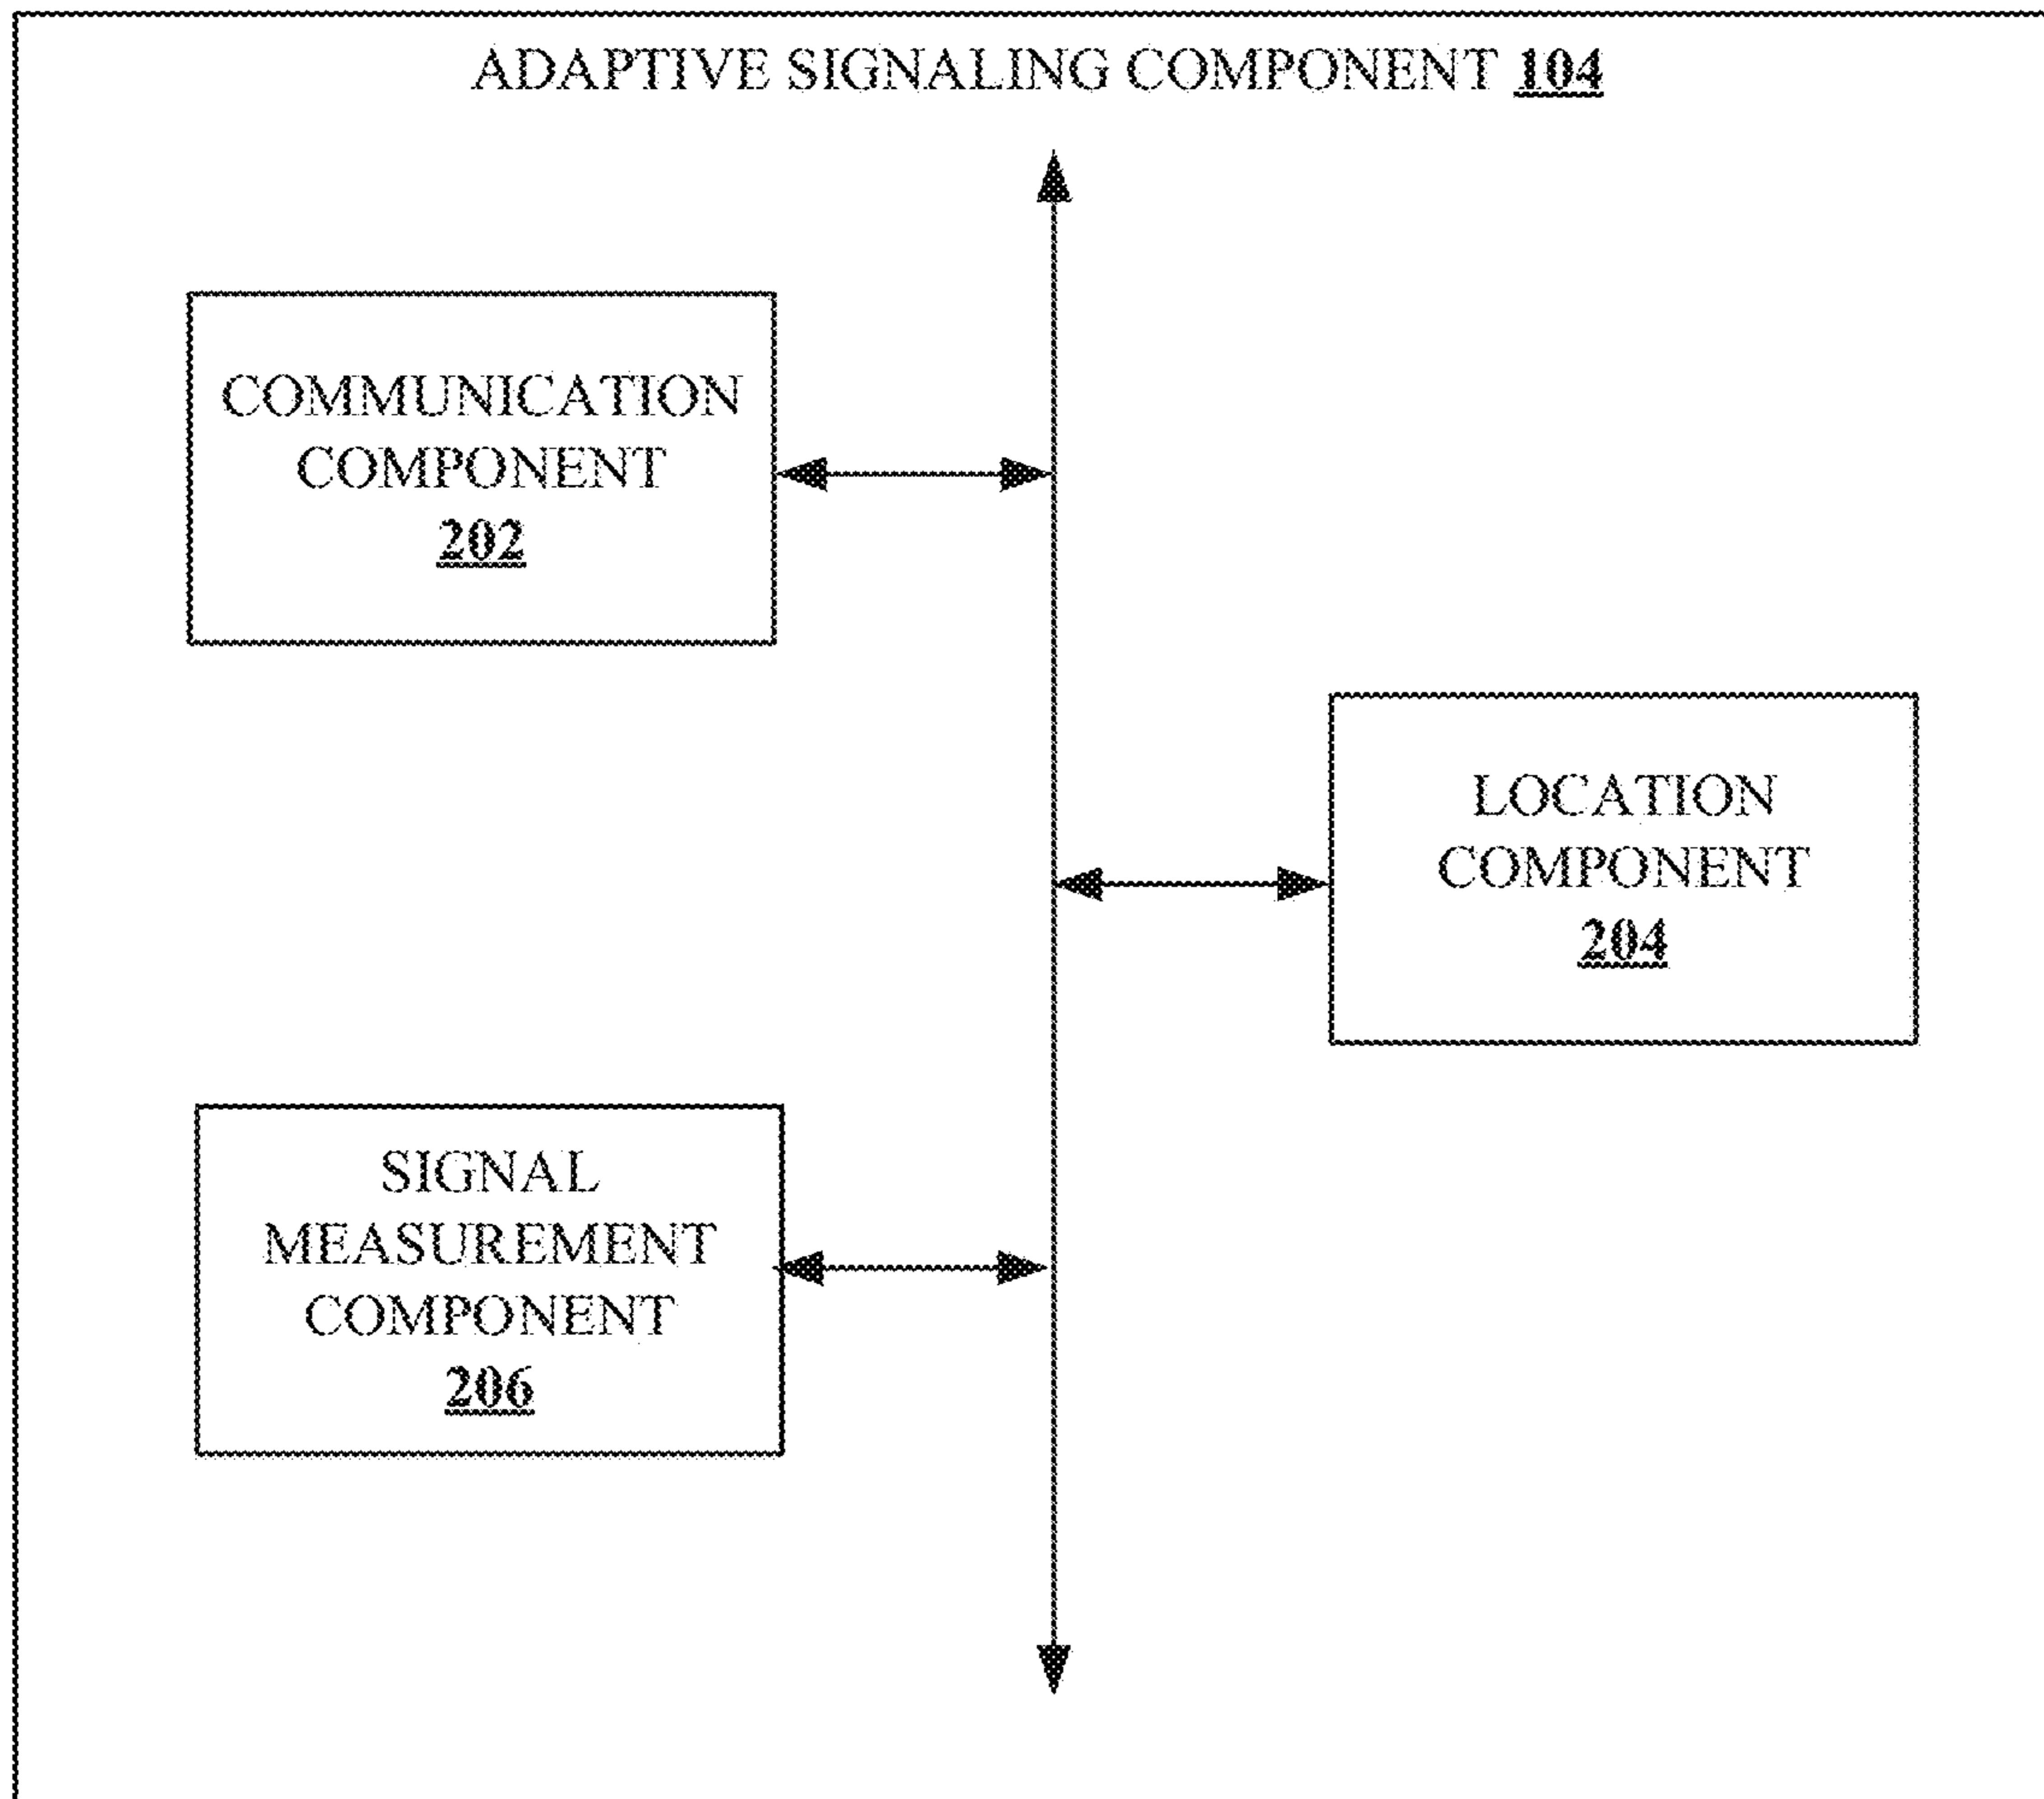 ADAPTIVE SIGNALING COMPONENT 104
COMMUNICATION
COMPONENT
202
LOCATION
COMPONENT
204
SIGNAL
MEASUREMENT
COMPONENT
206